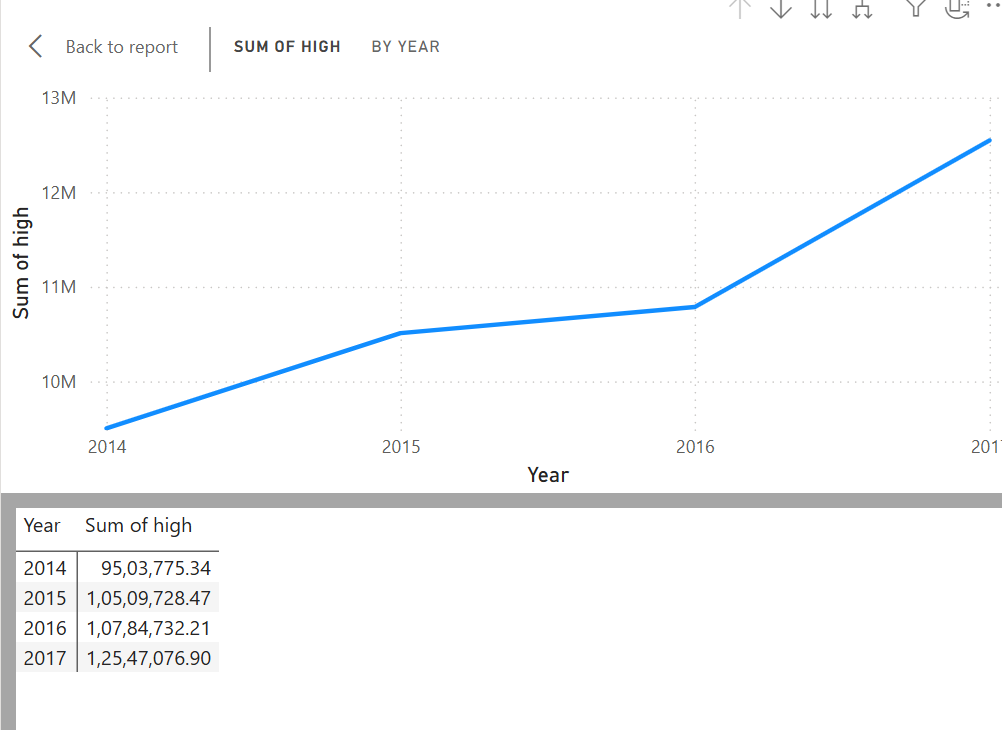 Back to report SUM OF HIGH BY YEAR
13M
12M
11M
10M
Sum of high
2014 2015 2016 201
Year
Year Sum of high
2014 95,03,775.34
2015 1,05,09,728.47
2016 1,07,84,732.21
2017 1,25,47,076.90